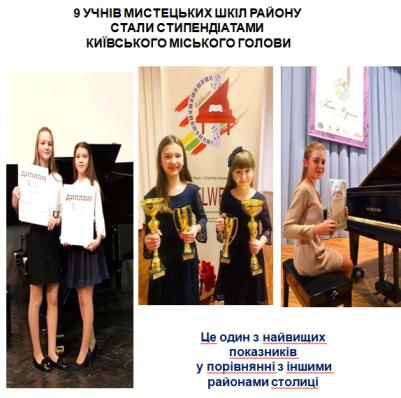 9 УЧНІВ МИСТЕЦЬКИХ ШКІЛ РАЙОНУ
СТАЛИ СТИПЕНДІАТАМИ
КИЇВСЬКОГО МІСЬКОГО ГОЛОВИ
ДИПЛОМ
ДИПЛОМ
Це один з найвищих
показників
у порівнянні з іншими
районами столиці